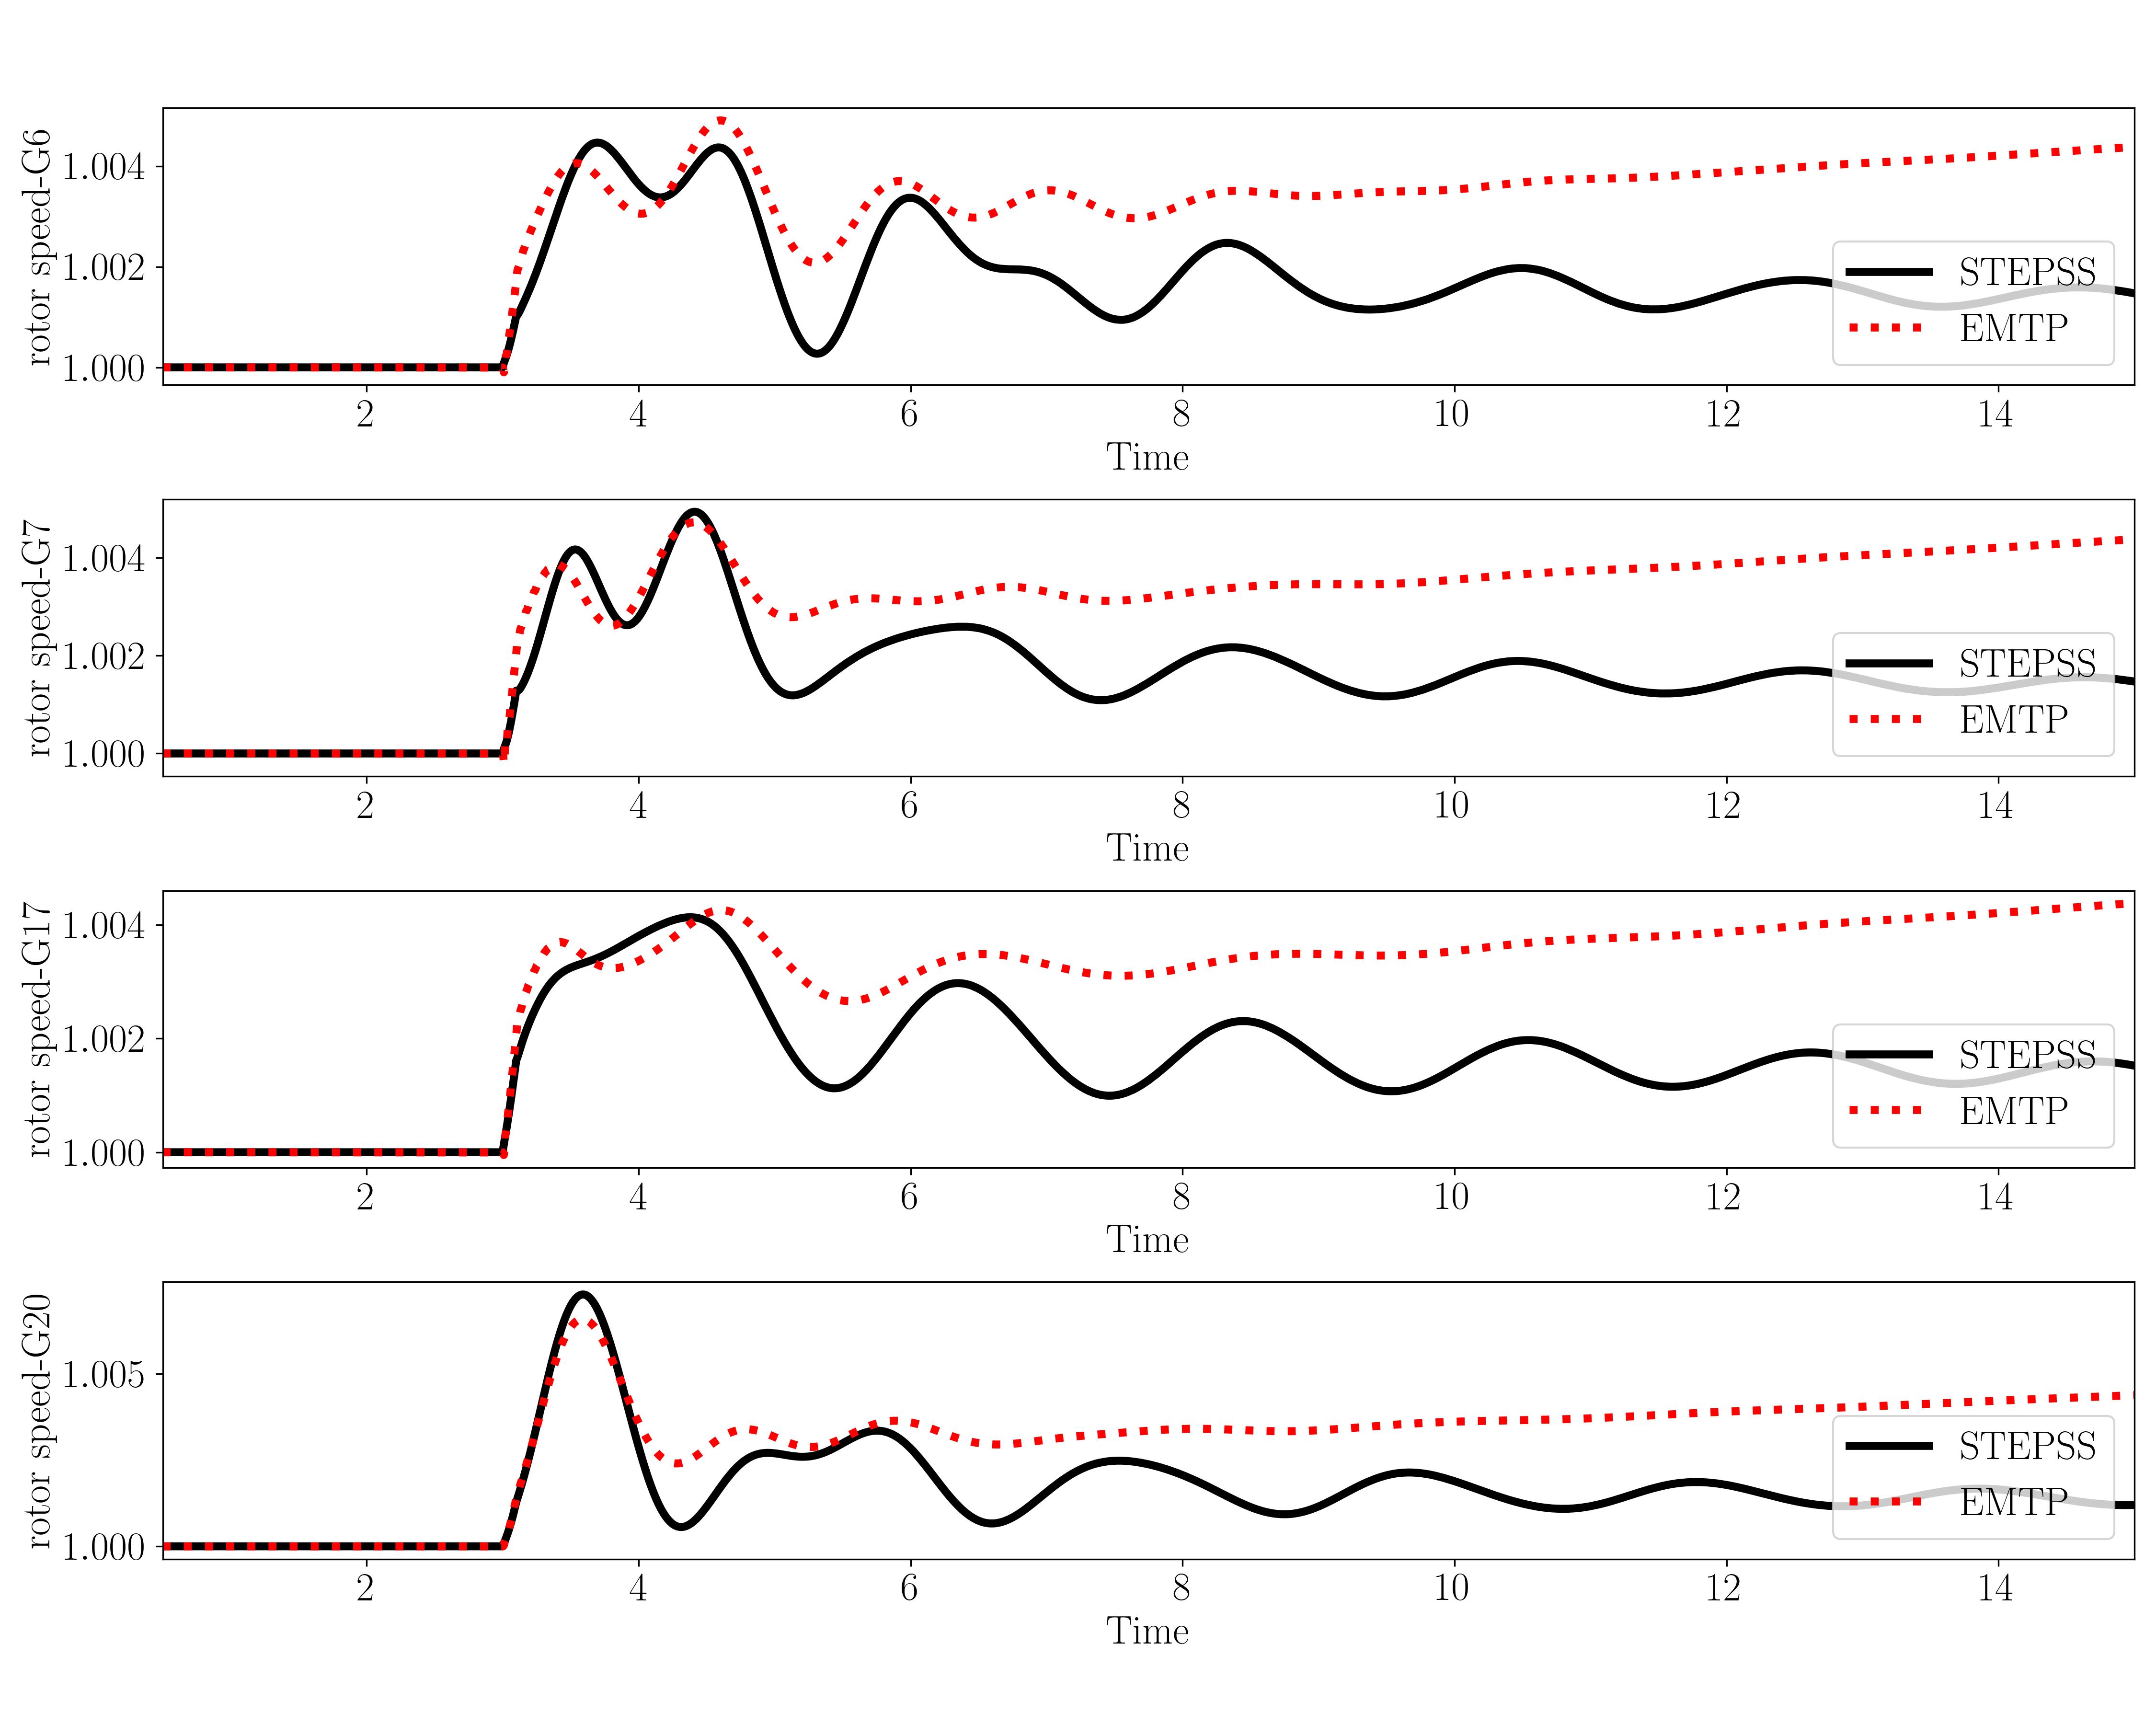 rotor speed-G6
1.004
1.002
1.000
STEPSS
EMTP
2 4 6 8 10 12 14
Time
rotor speed-G7
1.004
1.002
1.000
STEPSS
EMTP
2 4 6 8 10 12 14
Time
rotor speed-G17
1.004
1.002
1.000
STEPSS
EMTP
2 4 6 8 10 12 14
Time
rotor speed-G20
1.005
1.000
STEPSS
EMTP
2 4 6 8 10 12 14
Time